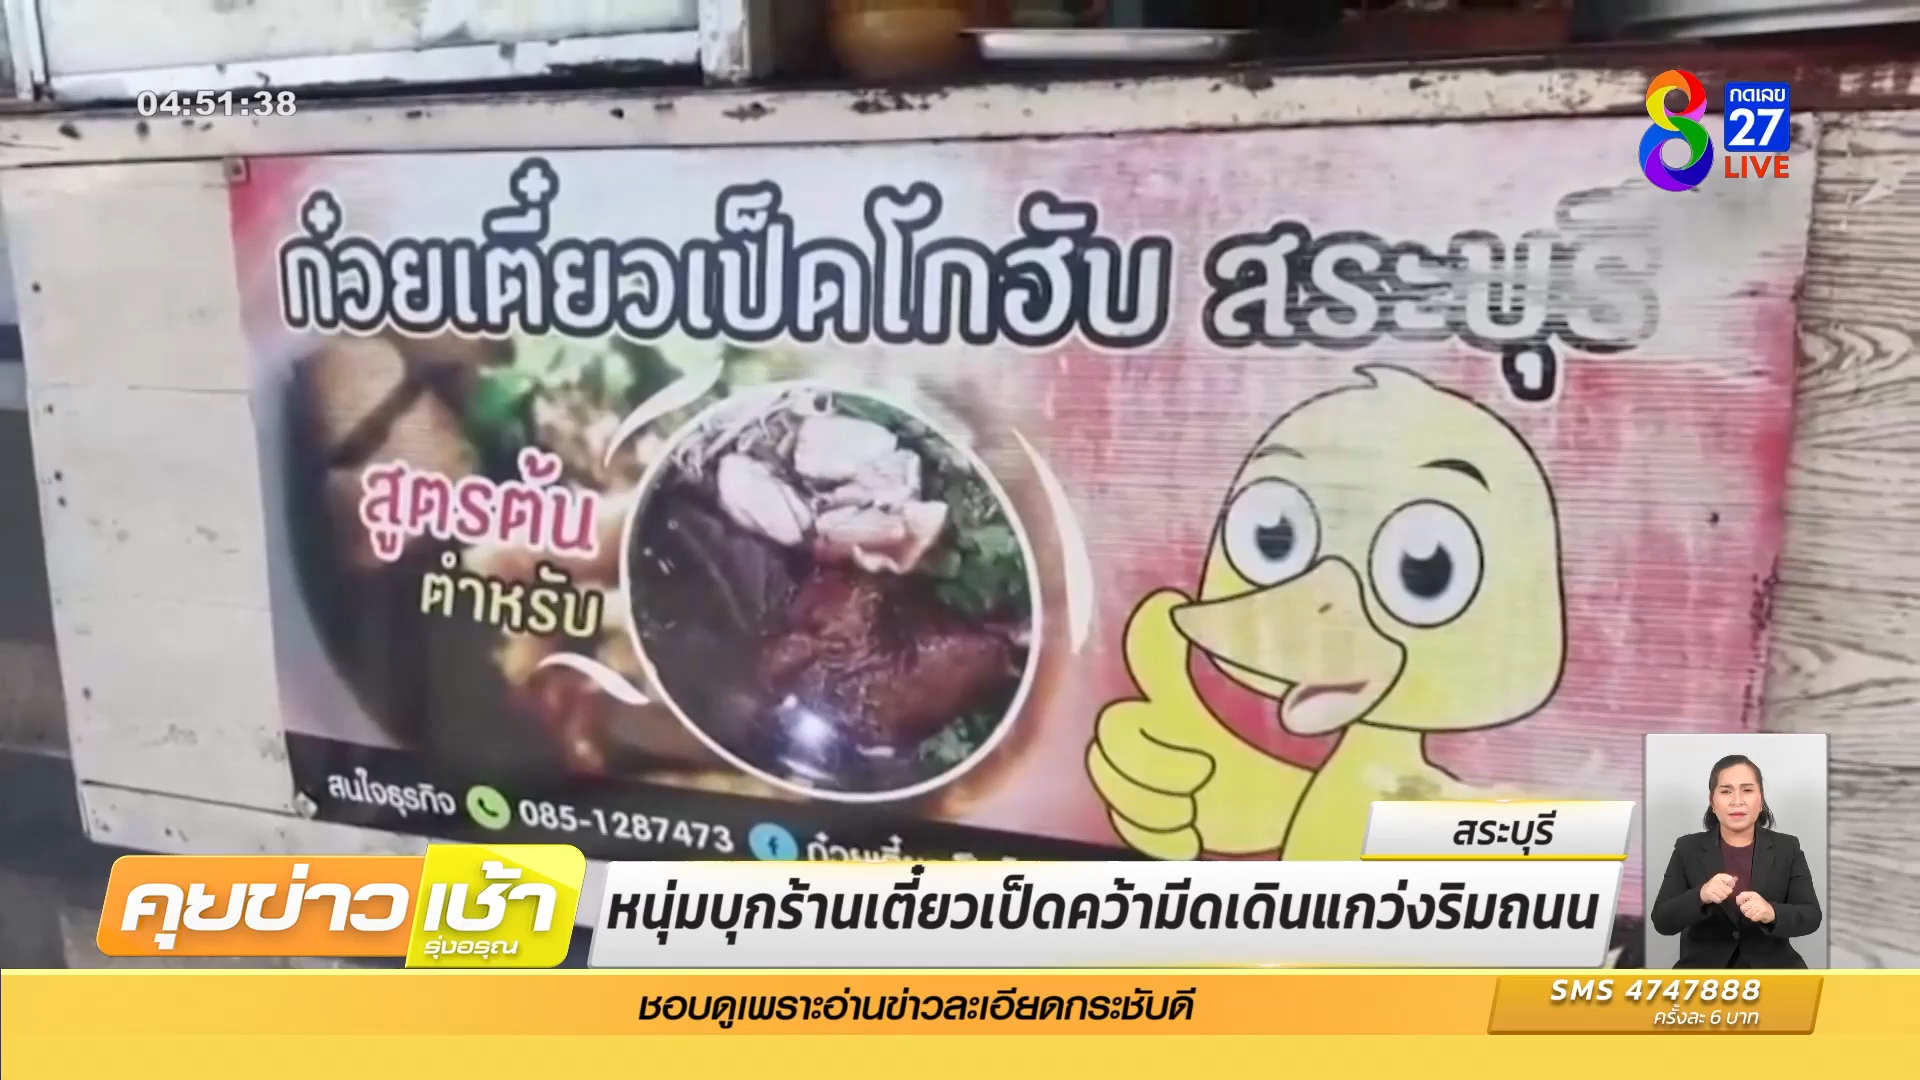 04:51:38
กดเลข
27
LIVE
ก๋วยเตี๋ยวเป็ดโกฮับ สระบุรี
สูตรต้น
ตำหรับ
สนใจธุรกิจ 085-1287473
สระบุรี
คุยข่าวเช้า
รุ่งอรุณ
หนุ่มบุกร้านเตี๋ยวเป็ดคว้ามีดเดินแกว่งริมถนน
ชอบดูเพราะอ่านข่าวละเอียดกระชับดี
SMS 4747888
ครั้งละ 6 บาท